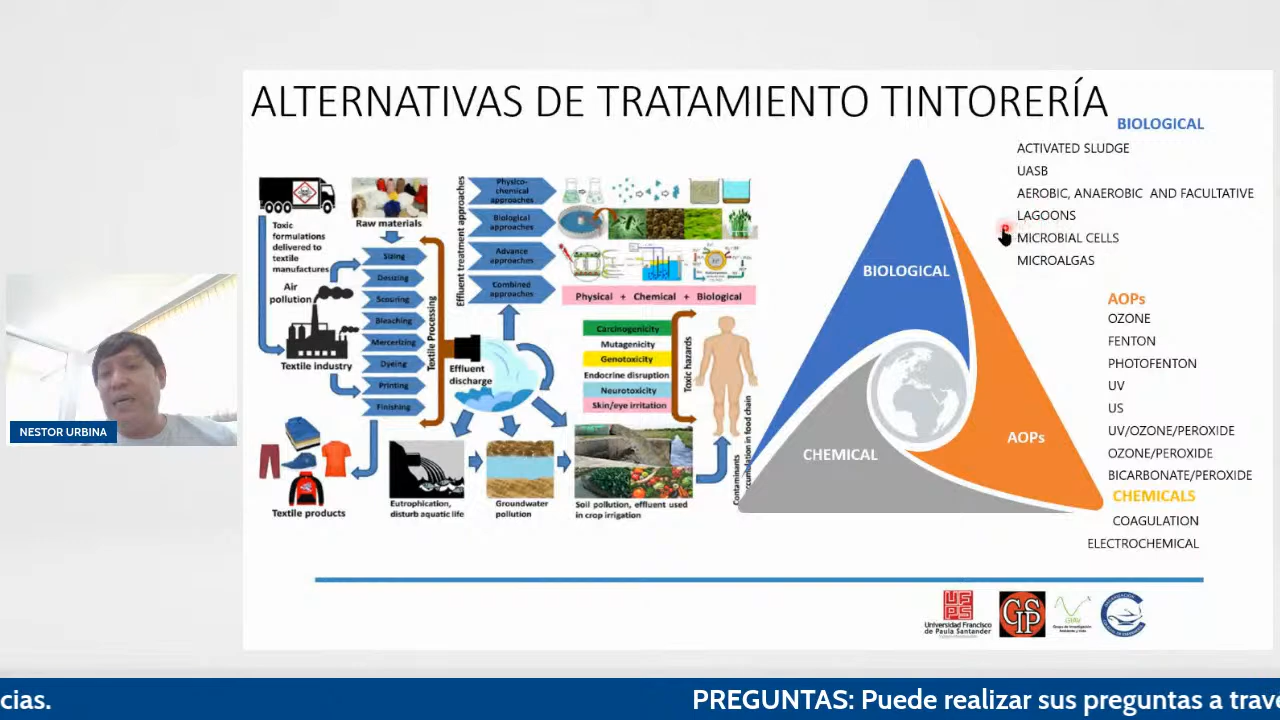 ALTERNATIVAS DE TRATAMIENTO TINTORERÍA
Toxic
formulations
delivered to
textile
manufactures
Raw materials
Air
pollution
Textile industry
Sizing
Desizing
Scouring
Bleaching
Mercerizing
Dyeing
Printing
Finishing
Textile Processing
Textile products
Effluent treatment approaches
Physico-
chemical
approaches
Biological
approaches
Advance
approaches
Combined
approaches
Physical + Chemical + Biological
Effluent
discharge
Carcinogenicity
Mutagenicity
Genotoxicity
Endocrine disruption
Neurotoxicity
Skin/eye irritation
Toxic hazards
Eutrophication,
disturb aquatic life
Groundwater
pollution
Soil pollution, effluent used
in crop irrigation
Contaminants
accumulation in food chain
BIOLOGICAL
CHEMICAL
AOPs
BIOLOGICAL
ACTIVATED SLUDGE
UASB
AEROBIC, ANAEROBIC AND FACULTATIVE
LAGOONS
MICROBIAL CELLS
MICROALGAS
AOPs
OZONE
FENTON
PHOTOFENTON
UV
US
UV/OZONE/PEROXIDE
OZONE/PEROXIDE
BICARBONATE/PEROXIDE
CHEMICALS
COAGULATION
ELECTROCHEMICAL
NESTOR URBINA
UFPS
Universidad Francisco
de Paula Santander
cias.
PREGUNTAS: Puede realizar sus preguntas a trav